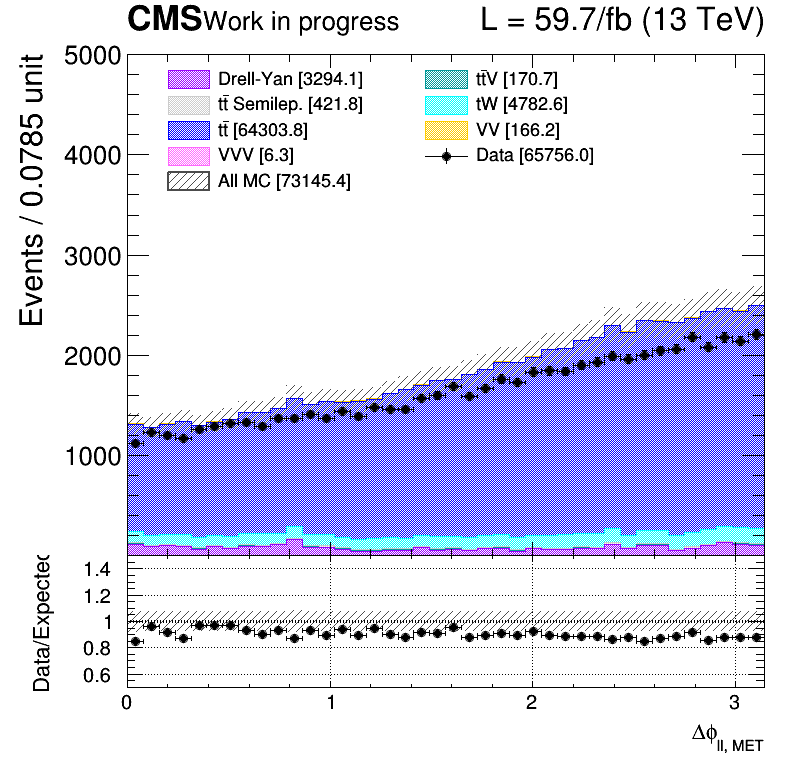 CMS Work in progress L = 59.7/fb (13 TeV)
Events / 0.0785 unit
5000
4000
3000
2000
1000
Drell-Yan [3294.1]
tt̄ Semilep. [421.8]
tt̄ [64303.8]
VVV [6.3]
All MC [73145.4]
tt̄V [170.7]
tW [4782.6]
VV [166.2]
Data [65756.0]
Data/Expected
1.4
1.2
1
0.8
0.6
0 1 2 3
Δϕll, MET